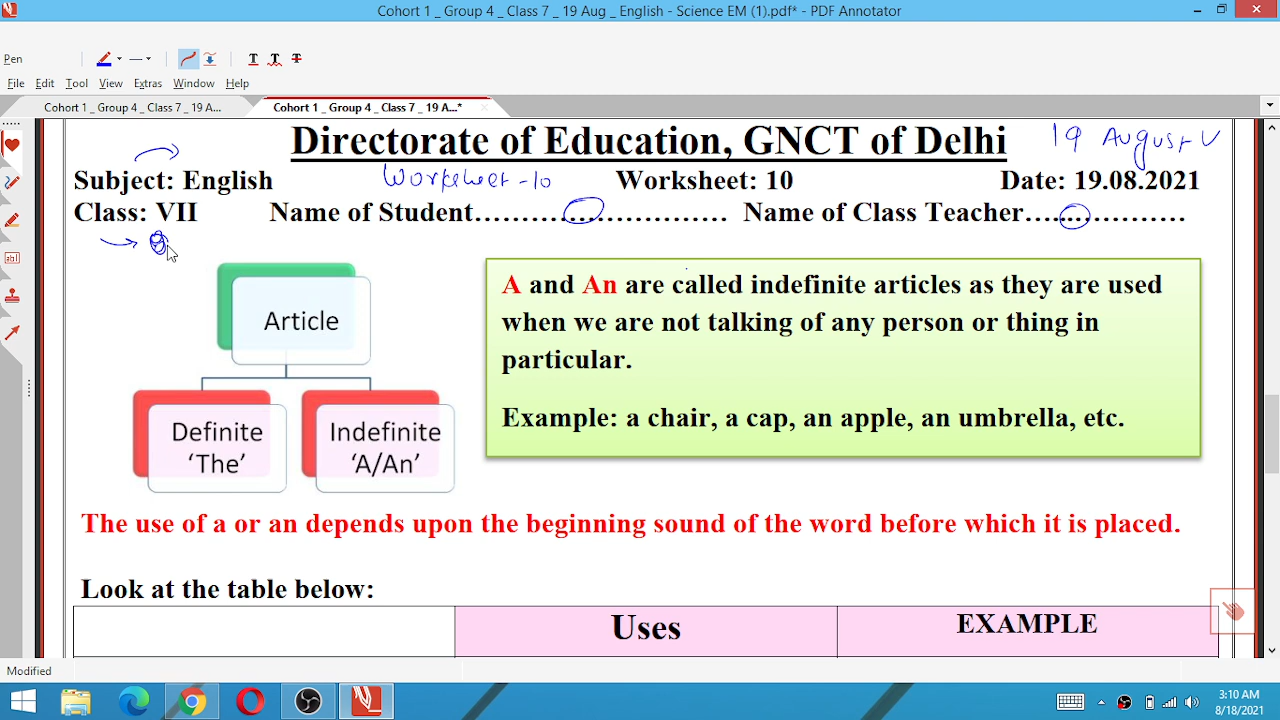 Cohort 1 _ Group 4 _ Class 7 _ 19 Aug _ English - Science EM (1).pdf* - PDF Annotator
Pen
T T T
File Edit Tool View Extras Window Help
Cohort 1 _ Group 4 _ Class 7 _ 19 A... Cohort 1 _ Group 4 _ Class 7 _ 19 A...*
Directorate of Education, GNCT of Delhi 19 August
Subject: English Worksheet - 10 Worksheet: 10 Date: 19.08.2021
Class: VII Name of Student........................... Name of Class Teacher.................
Article
Definite
'The'
Indefinite
'A/An'
A and An are called indefinite articles as they are used
when we are not talking of any person or thing in
particular.
Example: a chair, a cap, an apple, an umbrella, etc.
The use of a or an depends upon the beginning sound of the word before which it is placed.
Look at the table below:
Uses EXAMPLE
Modified
3:10 AM
8/18/2021